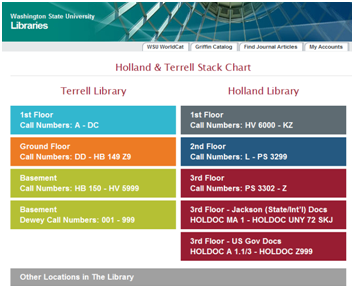 Washington State University
Libraries
WSU WorldCat
Griffin Catalog
Find Journal Articles
My Accounts
Holland & Terrell Stack Chart
Terrell Library
1st Floor
Call Numbers: A - DC
Ground Floor
Call Numbers: DD - HB 149 Z9
Basement
Call Numbers: HB 150 - HV 5999
Basement
Dewey Call Numbers: 001 - 999
Holland Library
1st Floor
Call Numbers: HV 6000 - KZ
2nd Floor
Call Numbers: L - PS 3299
3rd Floor
Call Numbers: PS 3302 - Z
3rd Floor - Jackson (State/Int'l) Docs
HOLDOC MA 1 - HOLDOC UNY 72 SKJ
3rd Floor - US Gov Docs
HOLDOC A 1.1/3 - HOLDOC Z999
Other Locations in The Library